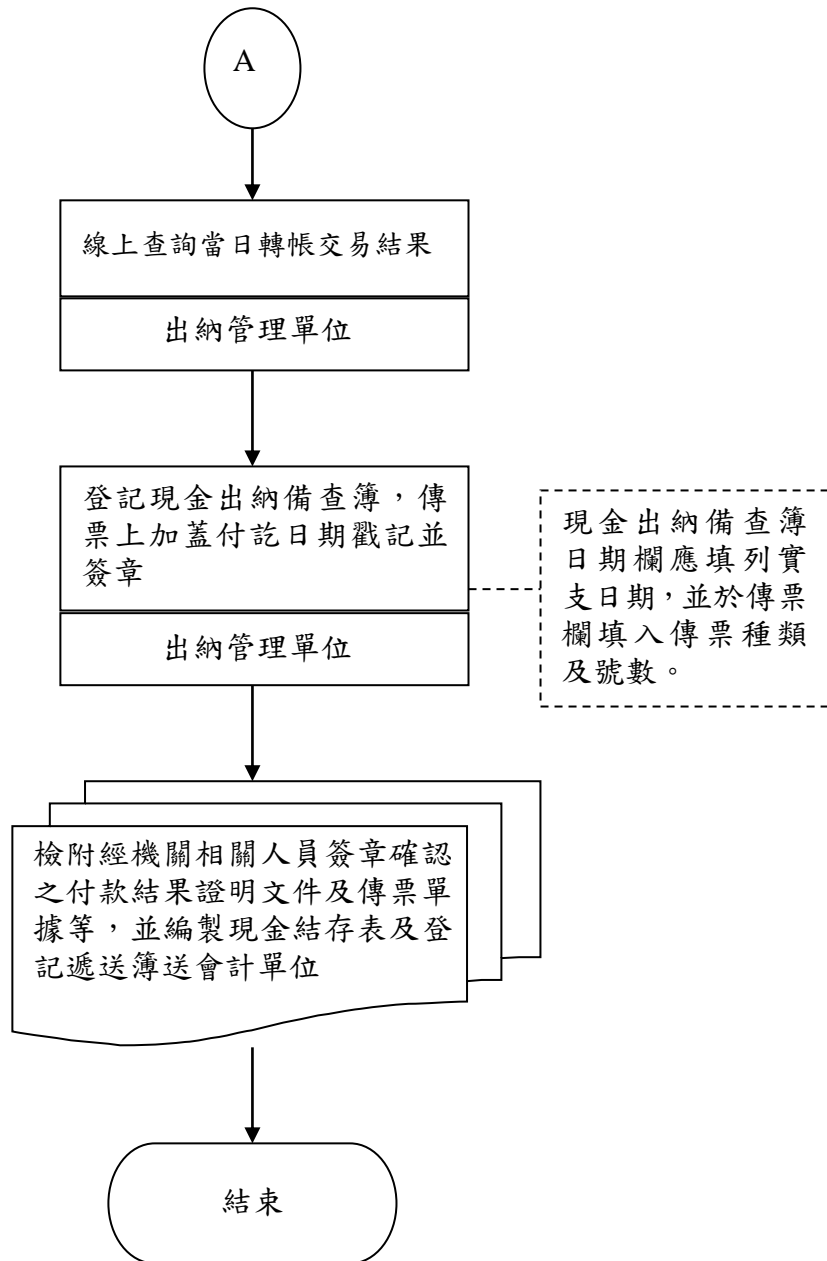 A
線上查詢當日轉帳交易結果
出納管理單位
登記現金出納備查簿，傳
票上加蓋付訖日期戳記並
簽章
出納管理單位
現金出納備查簿
日期欄應填列實
支日期，並於傳票
欄填入傳票種類
及號數。
檢附經機關相關人員簽章確認
之付款結果證明文件及傳票單
據等，並編製現金結存表及登
記遞送簿送會計單位
結束